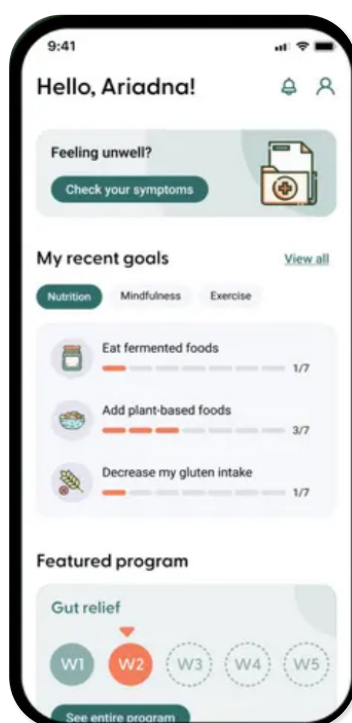 9:41
Hello, Ariadna!
Feeling unwell?
Check your symptoms
My recent goals
View all
Nutrition
Mindfulness
Exercise
Eat fermented foods
1/7
Add plant-based foods
3/7
Decrease my gluten intake
1/7
Featured program
Gut relief
W1
W2
W3
W4
W5
See entire program